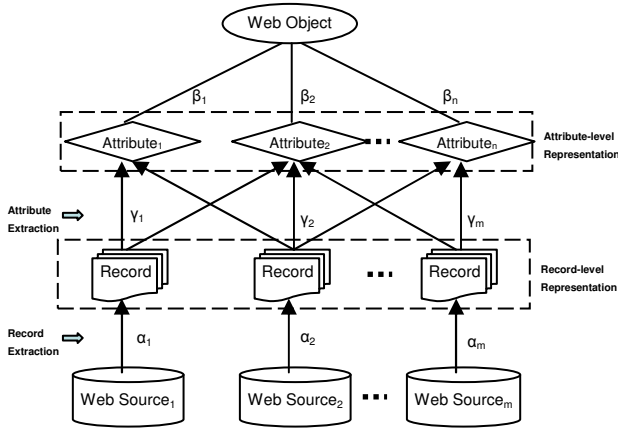 Web Object
β1 β2 βn
Attribute1 Attribute2 Attributen
Attribute-level
Representation
Attribute
Extraction
γ1 γ2 γm
Record Record Record
Record-level
Representation
Record
Extraction
α1 α2 αm
Web Source1 Web Source2 Web Sourcem